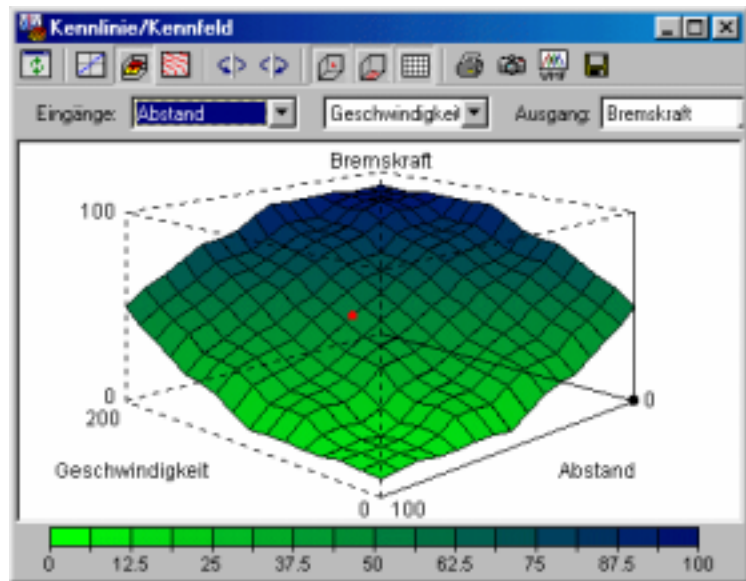 Kennlinie/Kennfeld
WMF
Eingänge: Abstand Geschwindigkeit Ausgang: Bremskraft
Bremskraft
100
0
200
0
Geschwindigkeit
Abstand
0 100
0 12.5 25 37.5 50 62.5 75 87.5 100